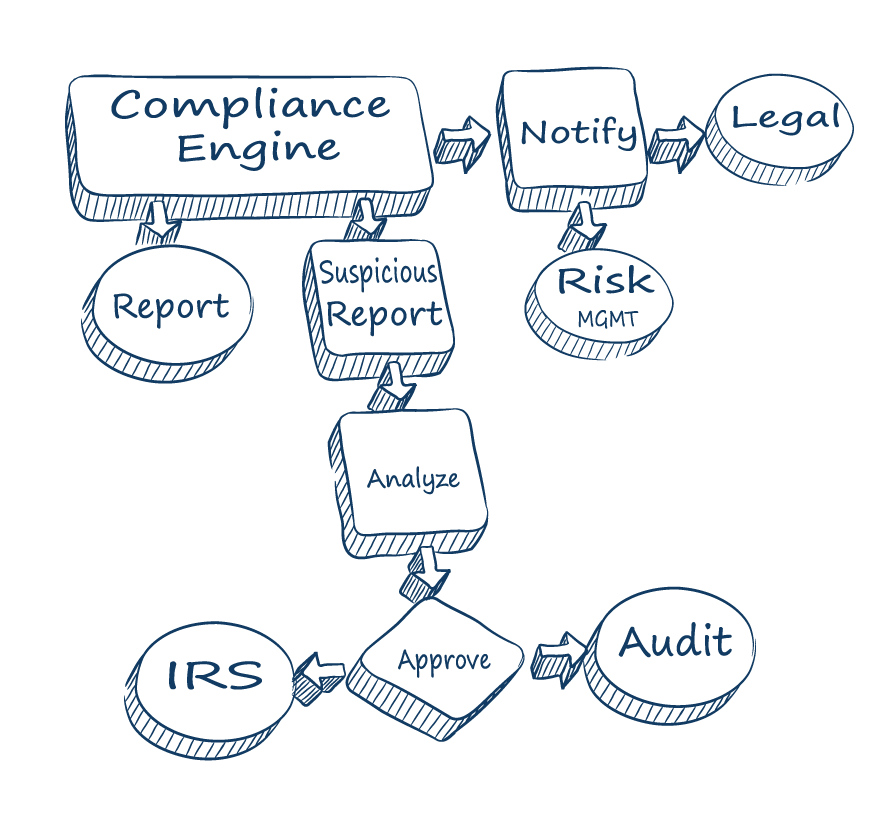 Compliance
Engine
Notify
Legal
Report
Suspicious
Report
Risk
MGMT
Analyze
IRS
Approve
Audit